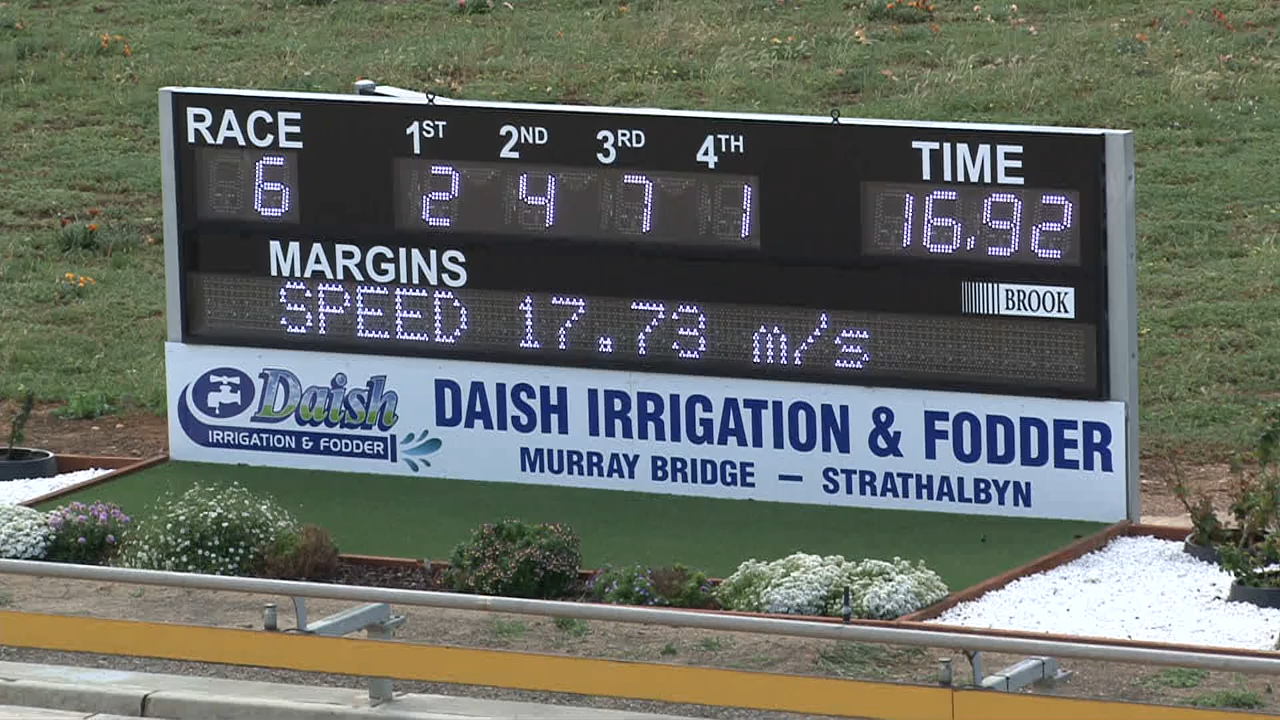 RACE 1ST 2ND 3RD 4TH TIME
6 2 4 7 1 16.92
MARGINS
BROOK
SPEED 17.73 m/s
Daish
IRRIGATION & FODDER
DAISH IRRIGATION & FODDER
MURRAY BRIDGE — STRATHALBYN